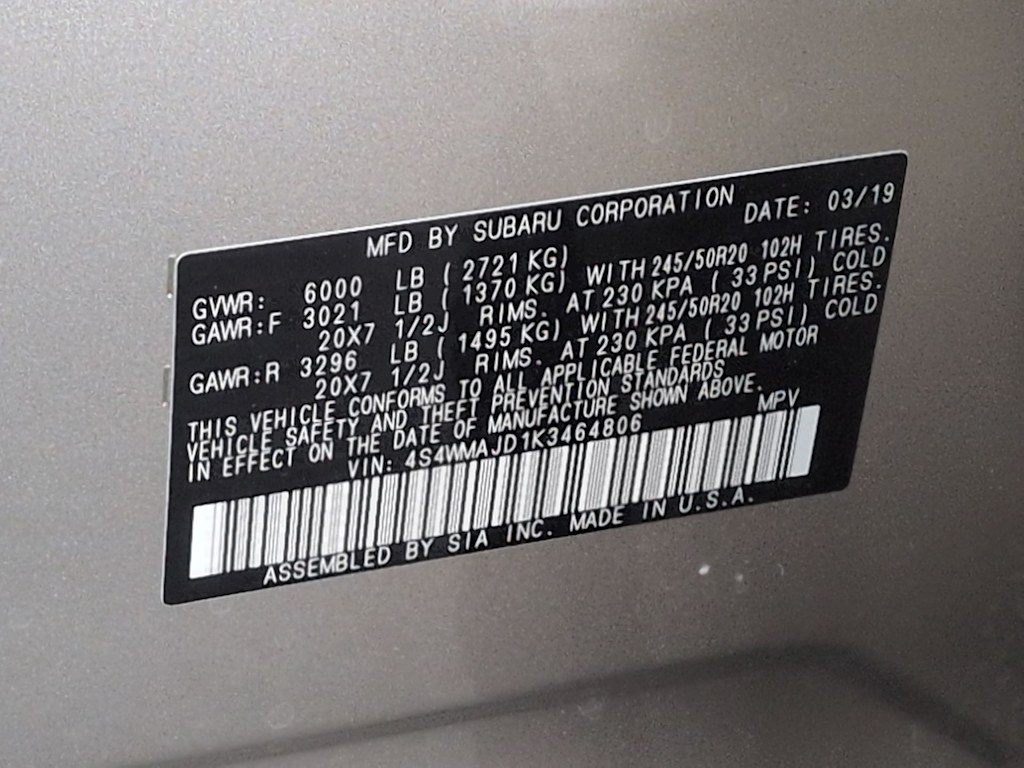 MFD BY SUBARU CORPORATION DATE: 03/19
GVWR: 6000 LB ( 2721 KG)
GAWR:F 3021 LB ( 1370 KG) WITH 245/50R20 102H TIRES.
20X7 1/2J RIMS. AT 230 KPA ( 33 PSI) COLD
GAWR:R 3296 LB ( 1495 KG) WITH 245/50R20 102H TIRES.
20X7 1/2J RIMS. AT 230 KPA ( 33 PSI) COLD
THIS VEHICLE CONFORMS TO ALL APPLICABLE FEDERAL MOTOR
VEHICLE SAFETY AND THEFT PREVENTION STANDARDS
IN EFFECT ON THE DATE OF MANUFACTURE SHOWN ABOVE.
VIN: 4S4WMAJD1K3464806 MPV
ASSEMBLED BY SIA INC. MADE IN U.S.A.